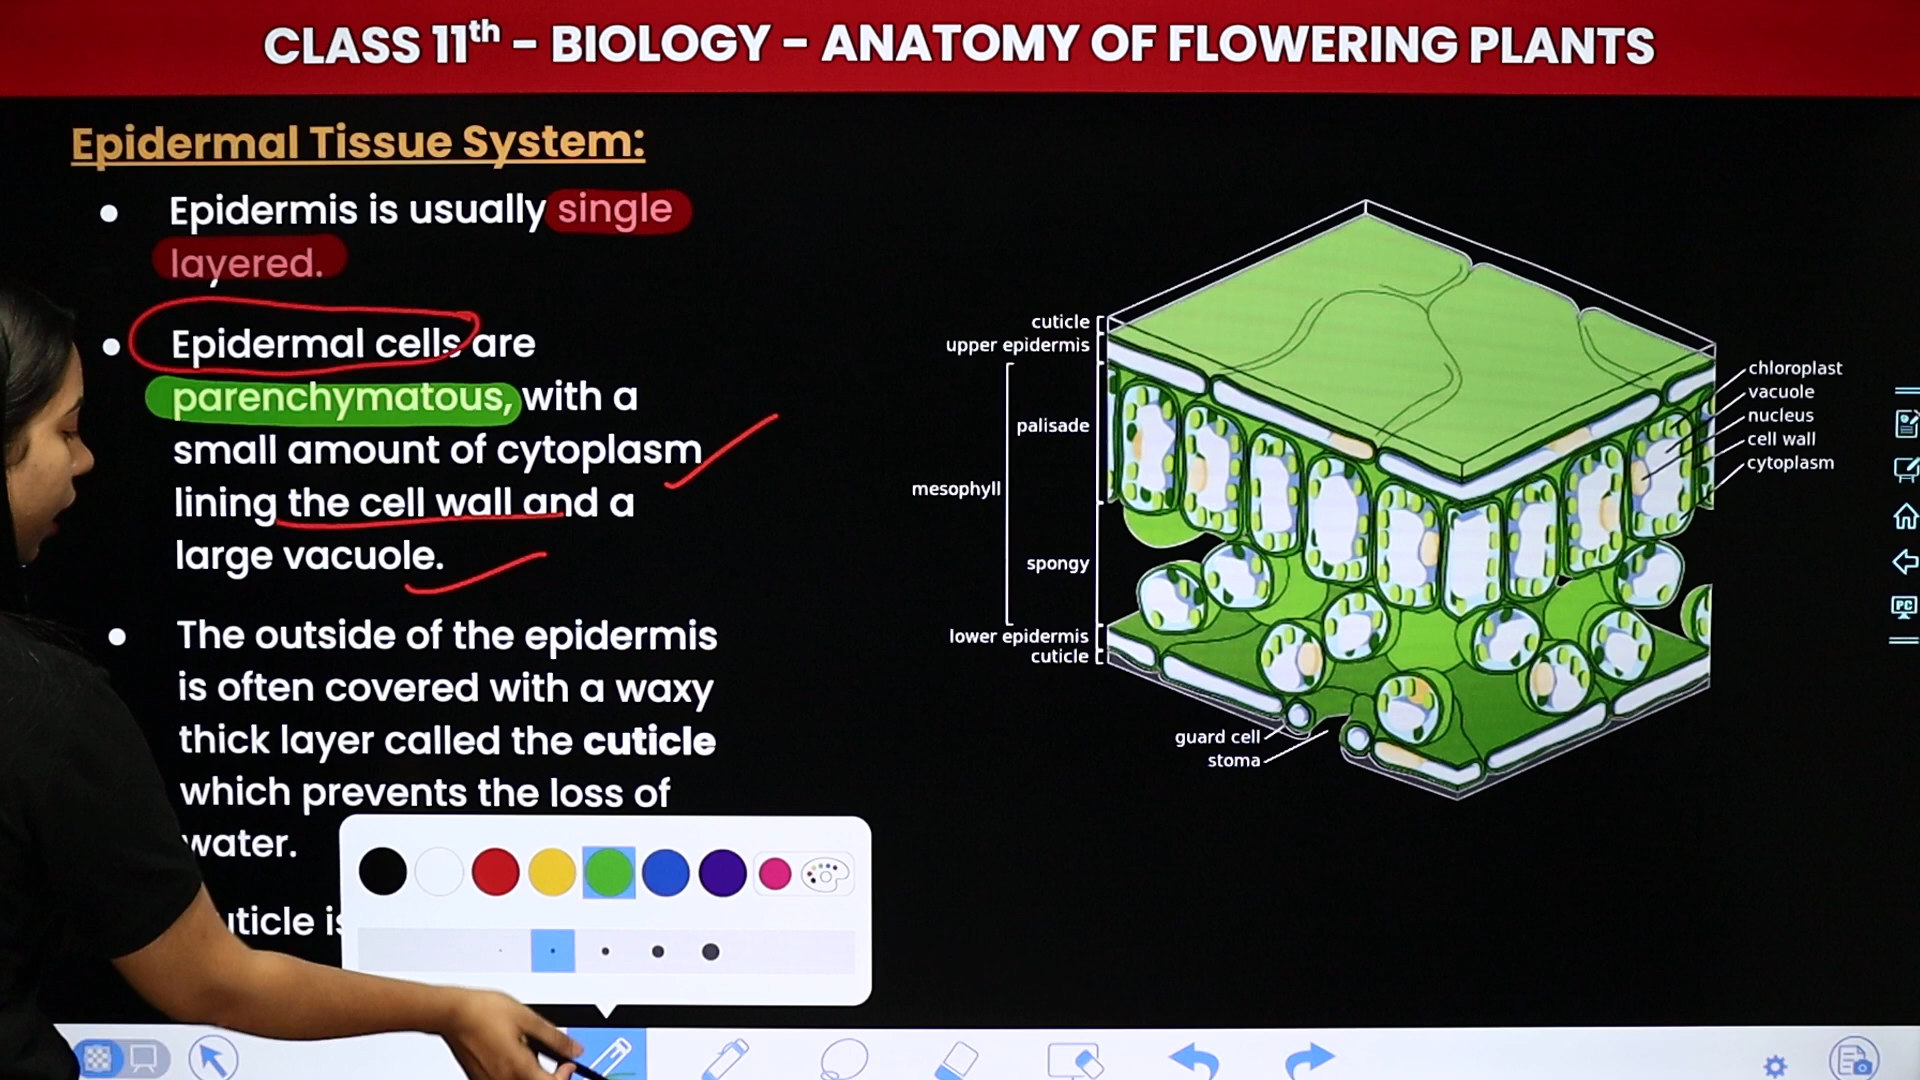 CLASS 11th - BIOLOGY - ANATOMY OF FLOWERING PLANTS
Epidermal Tissue System:
● Epidermis is usually single
layered.
● Epidermal cells are
parenchymatous, with a
small amount of cytoplasm
lining the cell wall and a
large vacuole.
● The outside of the epidermis
is often covered with a waxy
thick layer called the cuticle
which prevents the loss of
water.
cuticle
upper epidermis
palisade
mesophyll
spongy
lower epidermis
cuticle
guard cell
stoma
chloroplast
vacuole
nucleus
cell wall
cytoplasm
PC